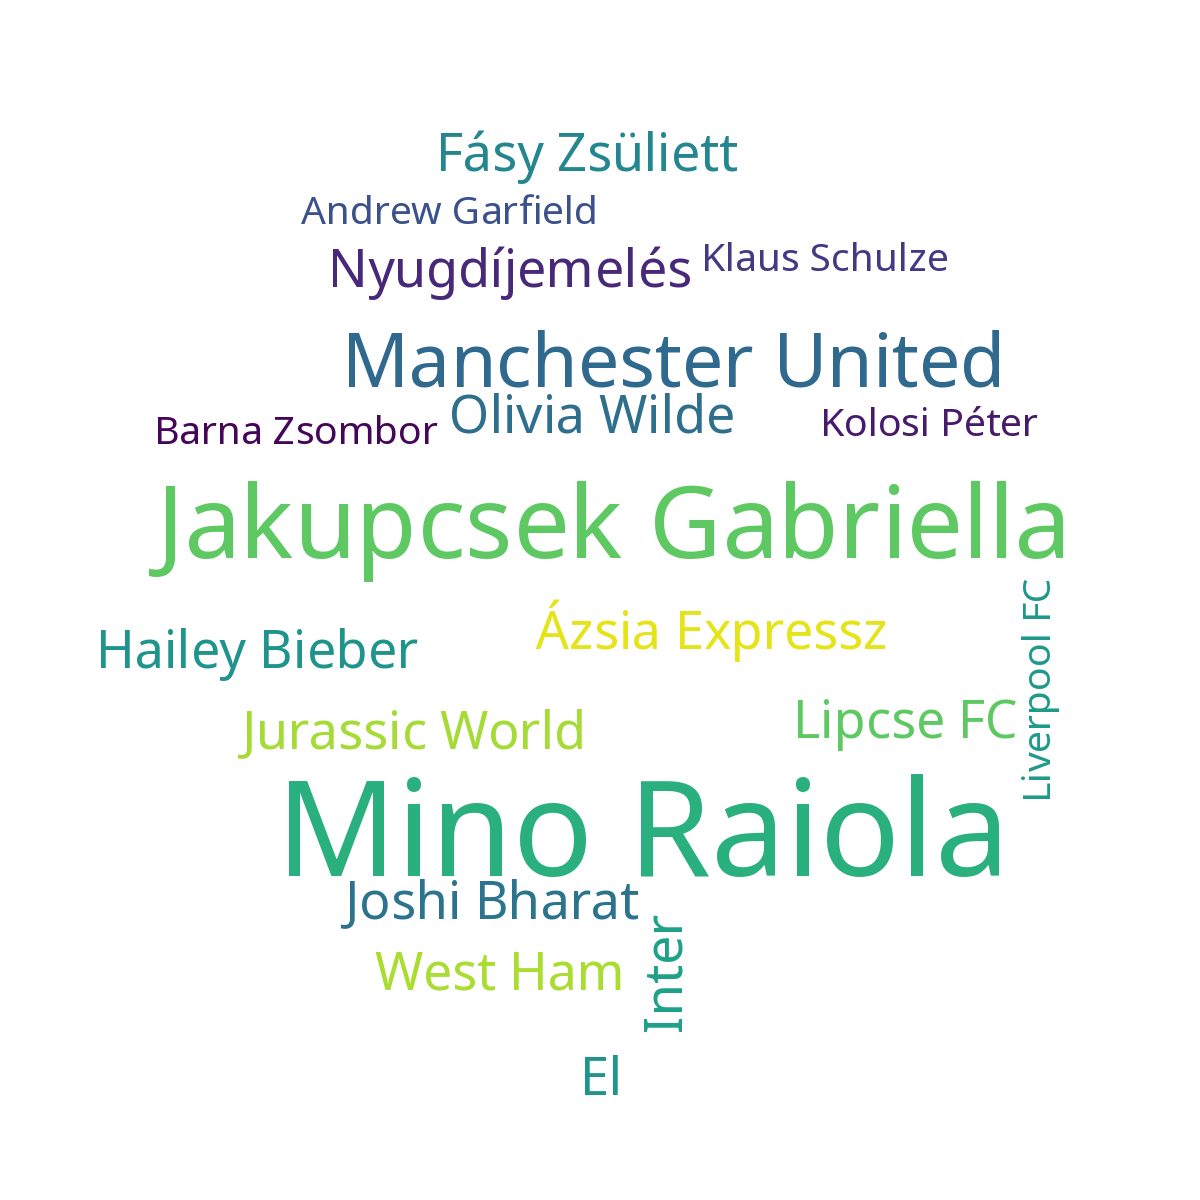 Fásy Zsüliett
Andrew Garfield
Nyugdíjemelés
Klaus Schulze
Manchester United
Olivia Wilde
Barna Zsombor
Kolosi Péter
Jakupcsek Gabriella
Hailey Bieber
Ázsia Expressz
Liverpool FC
Jurassic World
Lipcse FC
Mino Raiola
Joshi Bharat
West Ham
Inter
El